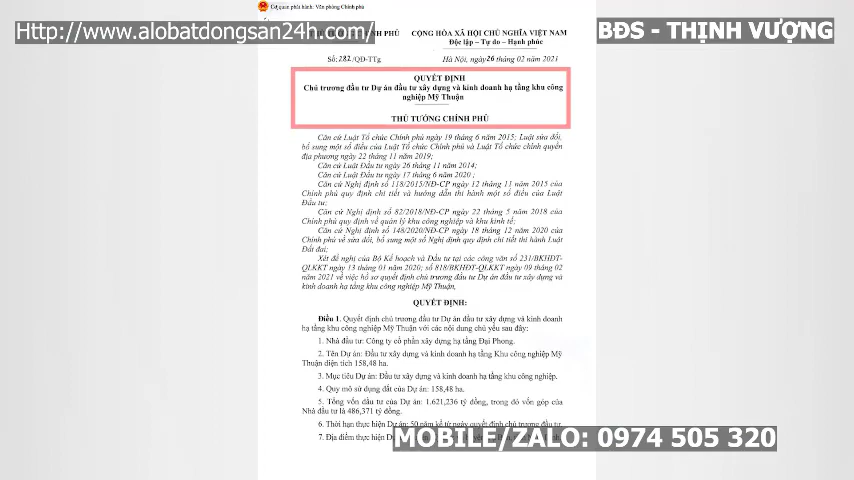 Cơ quan phát hành: Văn phòng Chính phủ
Http://www.alobatdongsan24h.com/
BĐS - THỊNH VƯỢNG
CHÍNH PHỦ
CỘNG HÒA XÃ HỘI CHỦ NGHĨA VIỆT NAM
Độc lập - Tự do - Hạnh phúc
Số: 282 /QĐ-TTg
Hà Nội, ngày 26 tháng 02 năm 2021
QUYẾT ĐỊNH
Chủ trương đầu tư Dự án đầu tư xây dựng và kinh doanh hạ tầng khu công
nghiệp Mỹ Thuận
THỦ TƯỚNG CHÍNH PHỦ
Căn cứ Luật Tổ chức Chính phủ ngày 19 tháng 6 năm 2015; Luật sửa đổi,
bổ sung một số điều của Luật Tổ chức Chính phủ và Luật Tổ chức chính quyền
địa phương ngày 22 tháng 11 năm 2019;
Căn cứ Luật Đầu tư ngày 26 tháng 11 năm 2014;
Căn cứ Luật Đầu tư ngày 17 tháng 6 năm 2020 ;
Căn cứ Nghị định số 118/2015/NĐ-CP ngày 12 tháng 11 năm 2015 của
Chính phủ quy định chi tiết và hướng dẫn thi hành một số điều của Luật
Đầu tư;
Căn cứ Nghị định số 82/2018/NĐ-CP ngày 22 tháng 5 năm 2018 của
Chính phủ quy định về quản lý khu công nghiệp và khu kinh tế;
Căn cứ Nghị định số 148/2020/NĐ-CP ngày 18 tháng 12 năm 2020 của
Chính phủ về sửa đổi, bổ sung một số Nghị định quy định chi tiết thi hành Luật
Đất đai;
Xét đề nghị của Bộ Kế hoạch và Đầu tư tại các công văn số 231/BKHĐT-
QLKKT ngày 13 tháng 01 năm 2020; số 818/BKHĐT-QLKKT ngày 09 tháng 02
năm 2021 về việc hồ sơ quyết định chủ trương đầu tư Dự án đầu tư xây dựng và
kinh doanh hạ tầng khu công nghiệp Mỹ Thuận,
QUYẾT ĐỊNH:
Điều 1. Quyết định chủ trương đầu tư Dự án đầu tư xây dựng và kinh doanh
hạ tầng khu công nghiệp Mỹ Thuận với các nội dung chủ yếu sau đây:
1. Nhà đầu tư: Công ty cổ phần xây dựng hạ tầng Đại Phong.
2. Tên Dự án: Đầu tư xây dựng và kinh doanh hạ tầng Khu công nghiệp Mỹ
Thuận diện tích 158,48 ha.
3. Mục tiêu Dự án: Đầu tư xây dựng và kinh doanh hạ tầng khu công nghiệp.
4. Quy mô sử dụng đất của Dự án: 158,48 ha.
5. Tổng vốn đầu tư của Dự án: 1.621,236 tỷ đồng, trong đó vốn góp của
Nhà đầu tư là 486,371 tỷ đồng.
6. Thời hạn thực hiện Dự án: 50 năm kể từ ngày quyết định chủ trương đầu tư.
7. Địa điểm thực hiện
MOBILE/ZALO: 0974 505 320